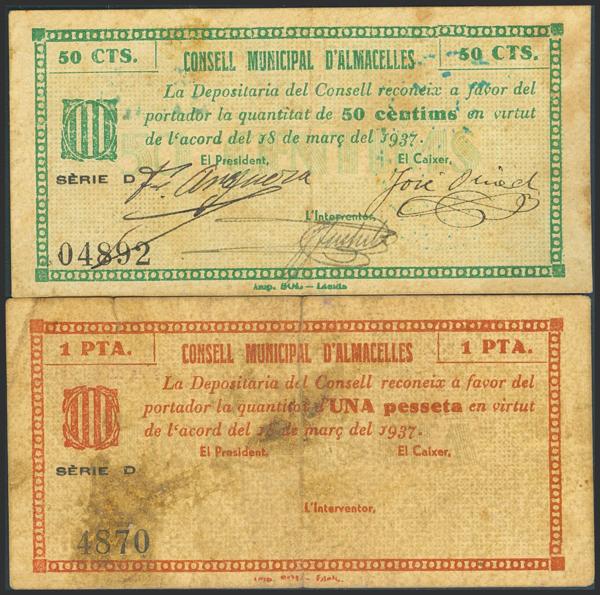 50 CTS. 50 CTS.
CONSELL MUNICIPAL D'ALMACELLES
La Depositaria del Consell reconeix a favor del
portador la quantitat de 50 cèntims en virtut
de l'acord del 18 de març del 1937.
El President, El Caixer,
SÈRIE D
L'Interventor,
04892
Imp. SOL – Lleida
1 PTA. 1 PTA.
CONSELL MUNICIPAL D'ALMACELLES
La Depositaria del Consell reconeix à favor del
portador la quantitat d'UNA pesseta en virtut
de l'acord del 18 de març del 1937.
El President, El Caixer,
SÈRIE D
L'Interventor,
4870